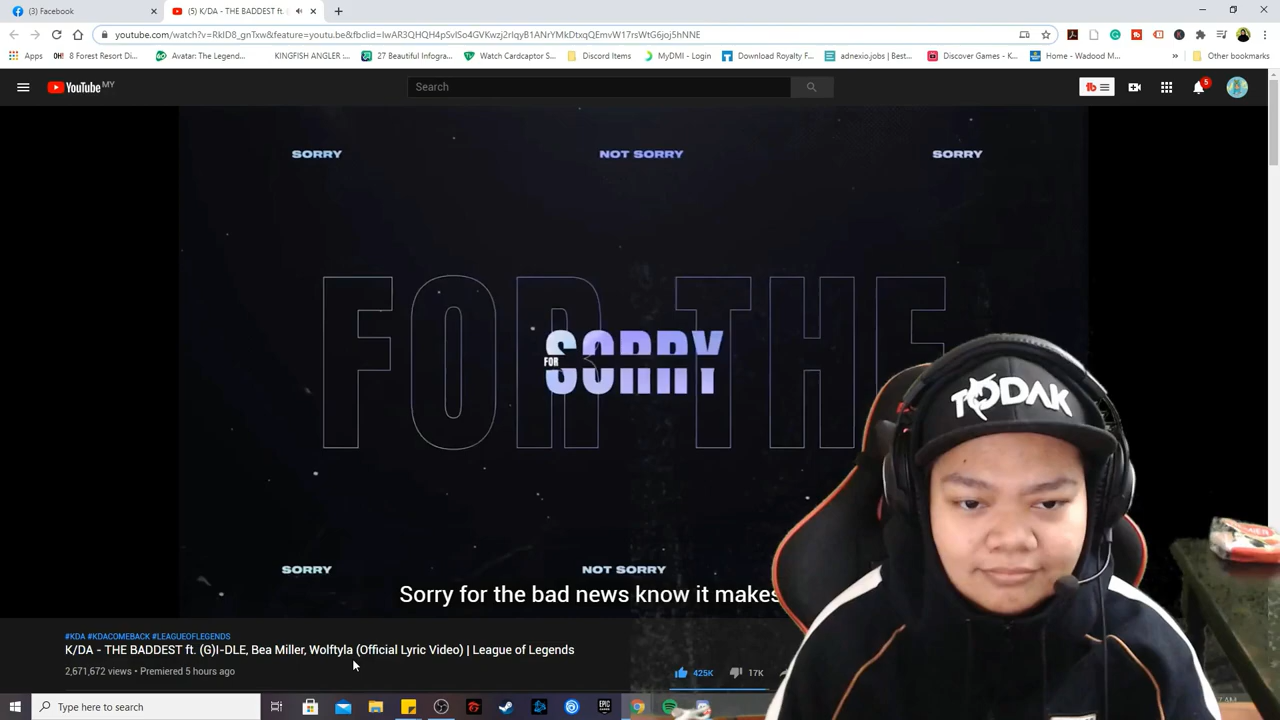 (3) Facebook
(5) K/DA - THE BADDEST ft.
youtube.com/watch?v=RkID8_gnTxw&feature=youtu.be&fbclid=IwAR3QHQH4pSvISo4GVKwzj2rIqyB1ANrYMkDtxqQEmvW17rsWtG6joj5hNNE
Apps
8 Forest Resort Di...
Avatar: The Legend...
KINGFISH ANGLER :...
27 Beautiful Infogra...
Watch Cardcaptor S...
Discord Items
MyDMI - Login
Download Royalty F...
adnexio.jobs | Best...
Discover Games - K...
Home - Wadood M...
Other bookmarks
YouTube MY
Search
5
SORRY NOT SORRY SORRY
FOR THE
FOR SORRY
SORRY NOT SORRY
Sorry for the bad news know it makes
TODAK
#KDA #KDACOMEBACK #LEAGUEOFLEGENDS
K/DA - THE BADDEST ft. (G)I-DLE, Bea Miller, Wolftyla (Official Lyric Video) | League of Legends
2,671,672 views • Premiered 5 hours ago
425K 17K
Type here to search
EPIC